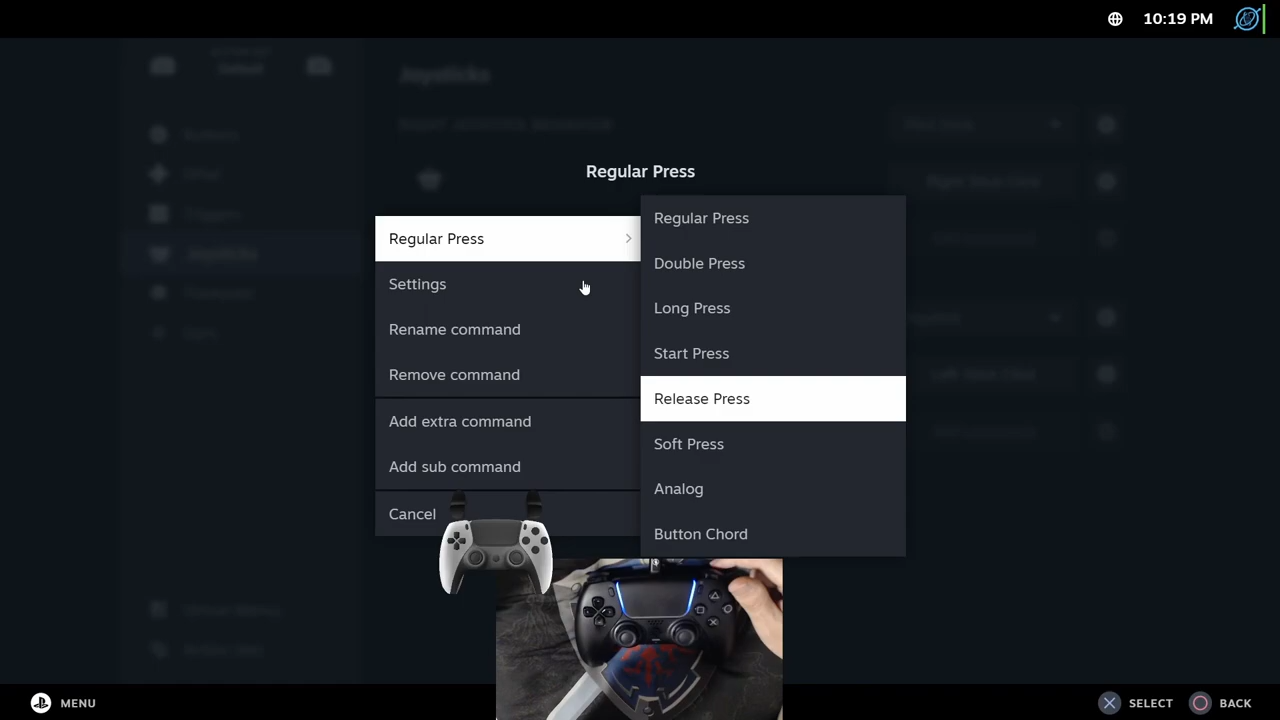 10:19 PM
Joysticks
Regular Press
Regular Press
Settings
Rename command
Remove command
Add extra command
Add sub command
Cancel
Regular Press
Double Press
Long Press
Start Press
Release Press
Soft Press
Analog
Button Chord
MENU
SELECT
BACK